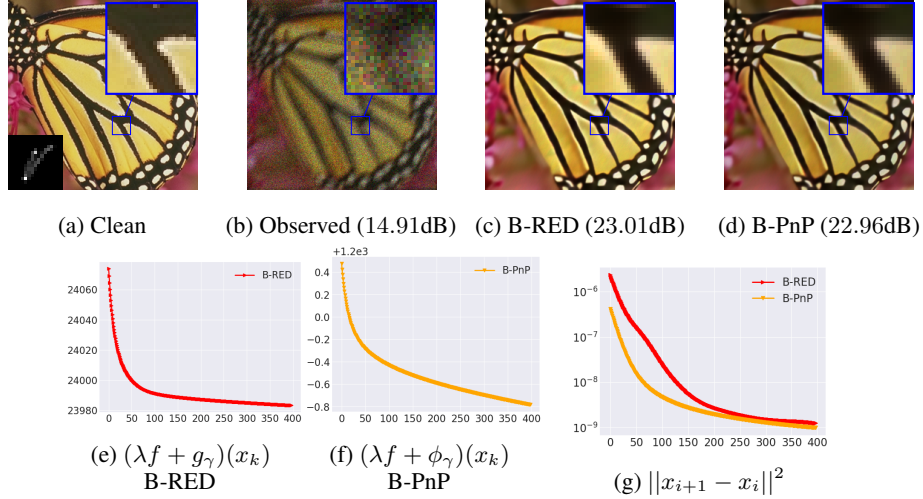 (a) Clean
(b) Observed (14.91dB)
(c) B-RED (23.01dB)
(d) B-PnP (22.96dB)
24060
24040
24020
24000
23980
0 50 100 150 200 250 300 350 400
B-RED
+1.2e3
0.4
0.2
0.0
−0.2
−0.4
−0.6
−0.8
0 50 100 150 200 250 300 350 400
B-PnP
10⁻⁶
10⁻⁷
10⁻⁸
10⁻⁹
0 50 100 150 200 250 300 350 400
B-RED
B-PnP
(e) (λf + g_γ)(x_k)
B-RED
(f) (λf + ϕ_γ)(x_k)
B-PnP
(g) ||x_{i+1} − x_i||²